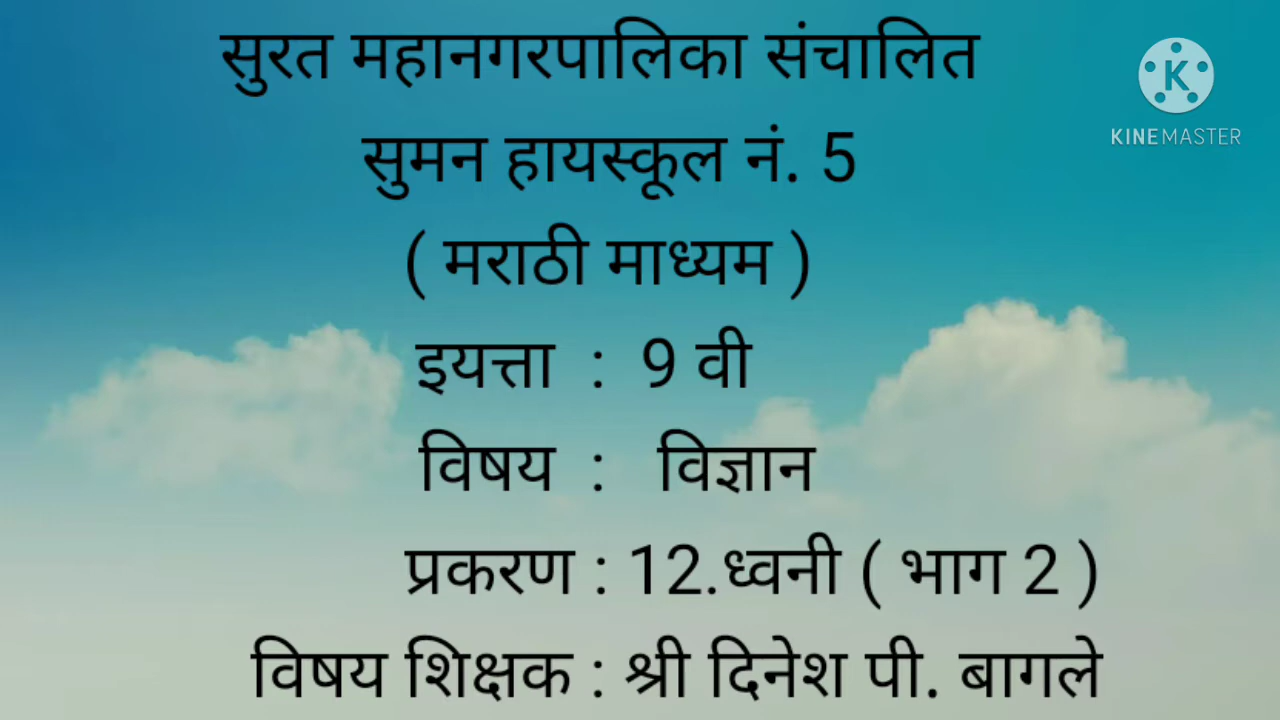 सुरत महानगरपालिका संचालित
सुमन हायस्कूल नं. 5
( मराठी माध्यम )
इयत्ता : 9 वी
विषय : विज्ञान
प्रकरण : 12.ध्वनी ( भाग 2 )
विषय शिक्षक : श्री दिनेश पी. बागले
K
KINEMASTER